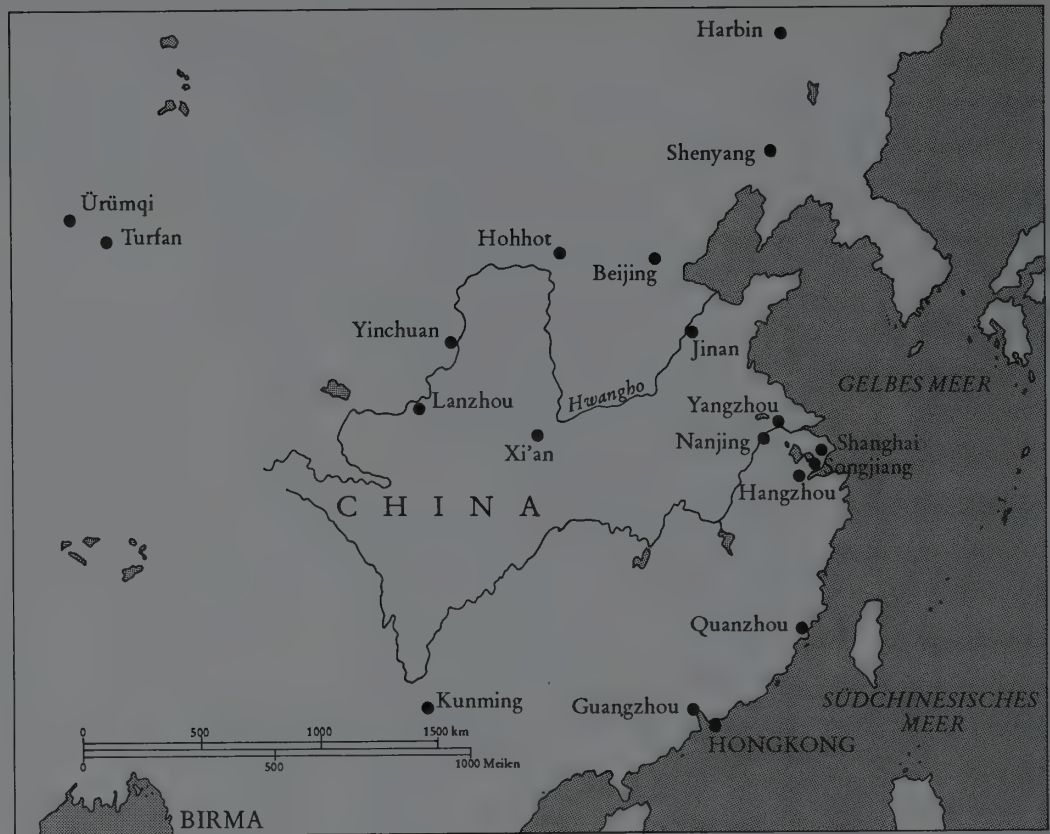 Harbin
Shenyang
Ürümqi
Turfan
Hohhot
Beijing
Yinchuan
Jinan
GELBES MEER
Hwangho
Lanzhou
Yangzhou
Xi'an
Nanjing
Shanghai
Songjiang
Hangzhou
CHINA
Quanzhou
Kunming
Guangzhou
SÜDCHINESISCHES
MEER
HONGKONG
0 500 1000 1500 km
0 500 1000 Meilen
BIRMA